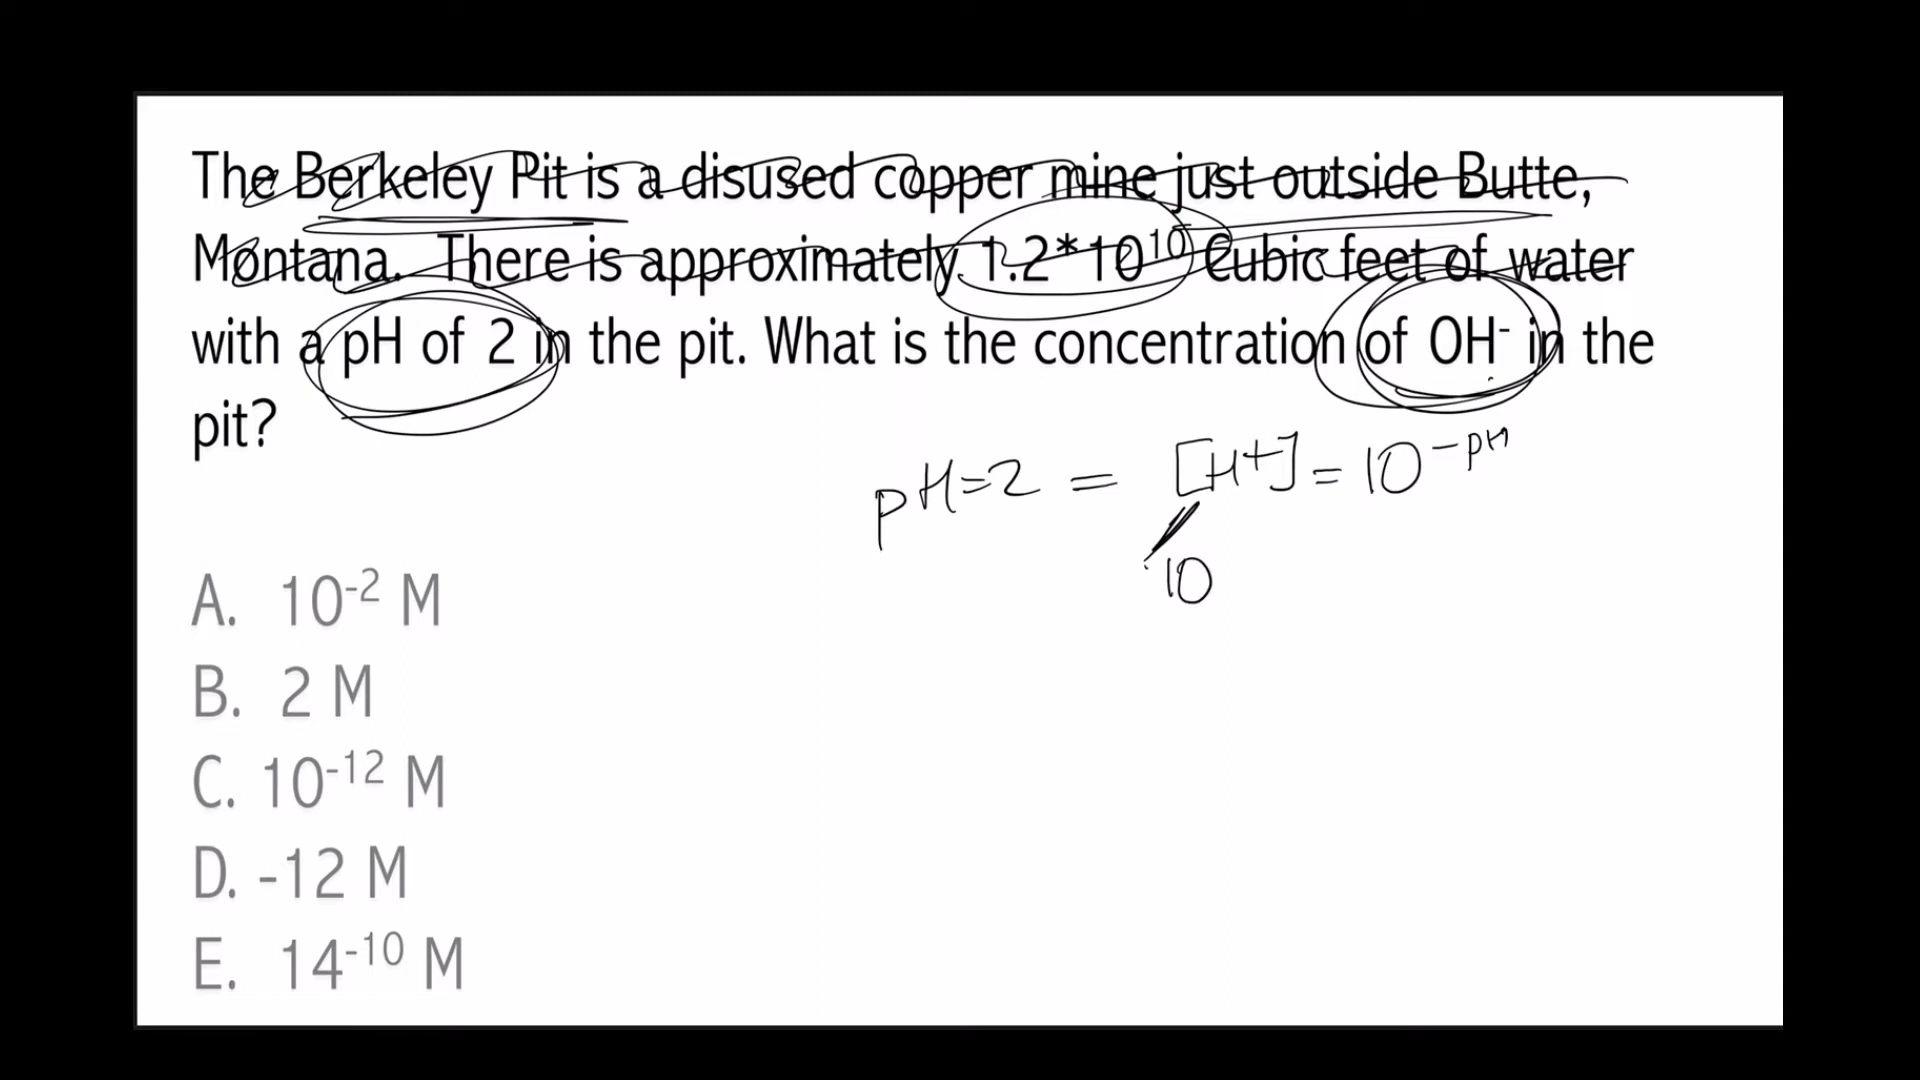 The Berkeley Pit is a disused copper mine just outside Butte,
Montana. There is approximately 1.2*10¹⁰ Cubic feet of water
with a pH of 2 in the pit. What is the concentration of OH⁻ in the
pit?
pH=2 = [H+] = 10^-pH
10
A. 10⁻² M
B. 2 M
C. 10⁻¹² M
D. -12 M
E. 14⁻¹⁰ M